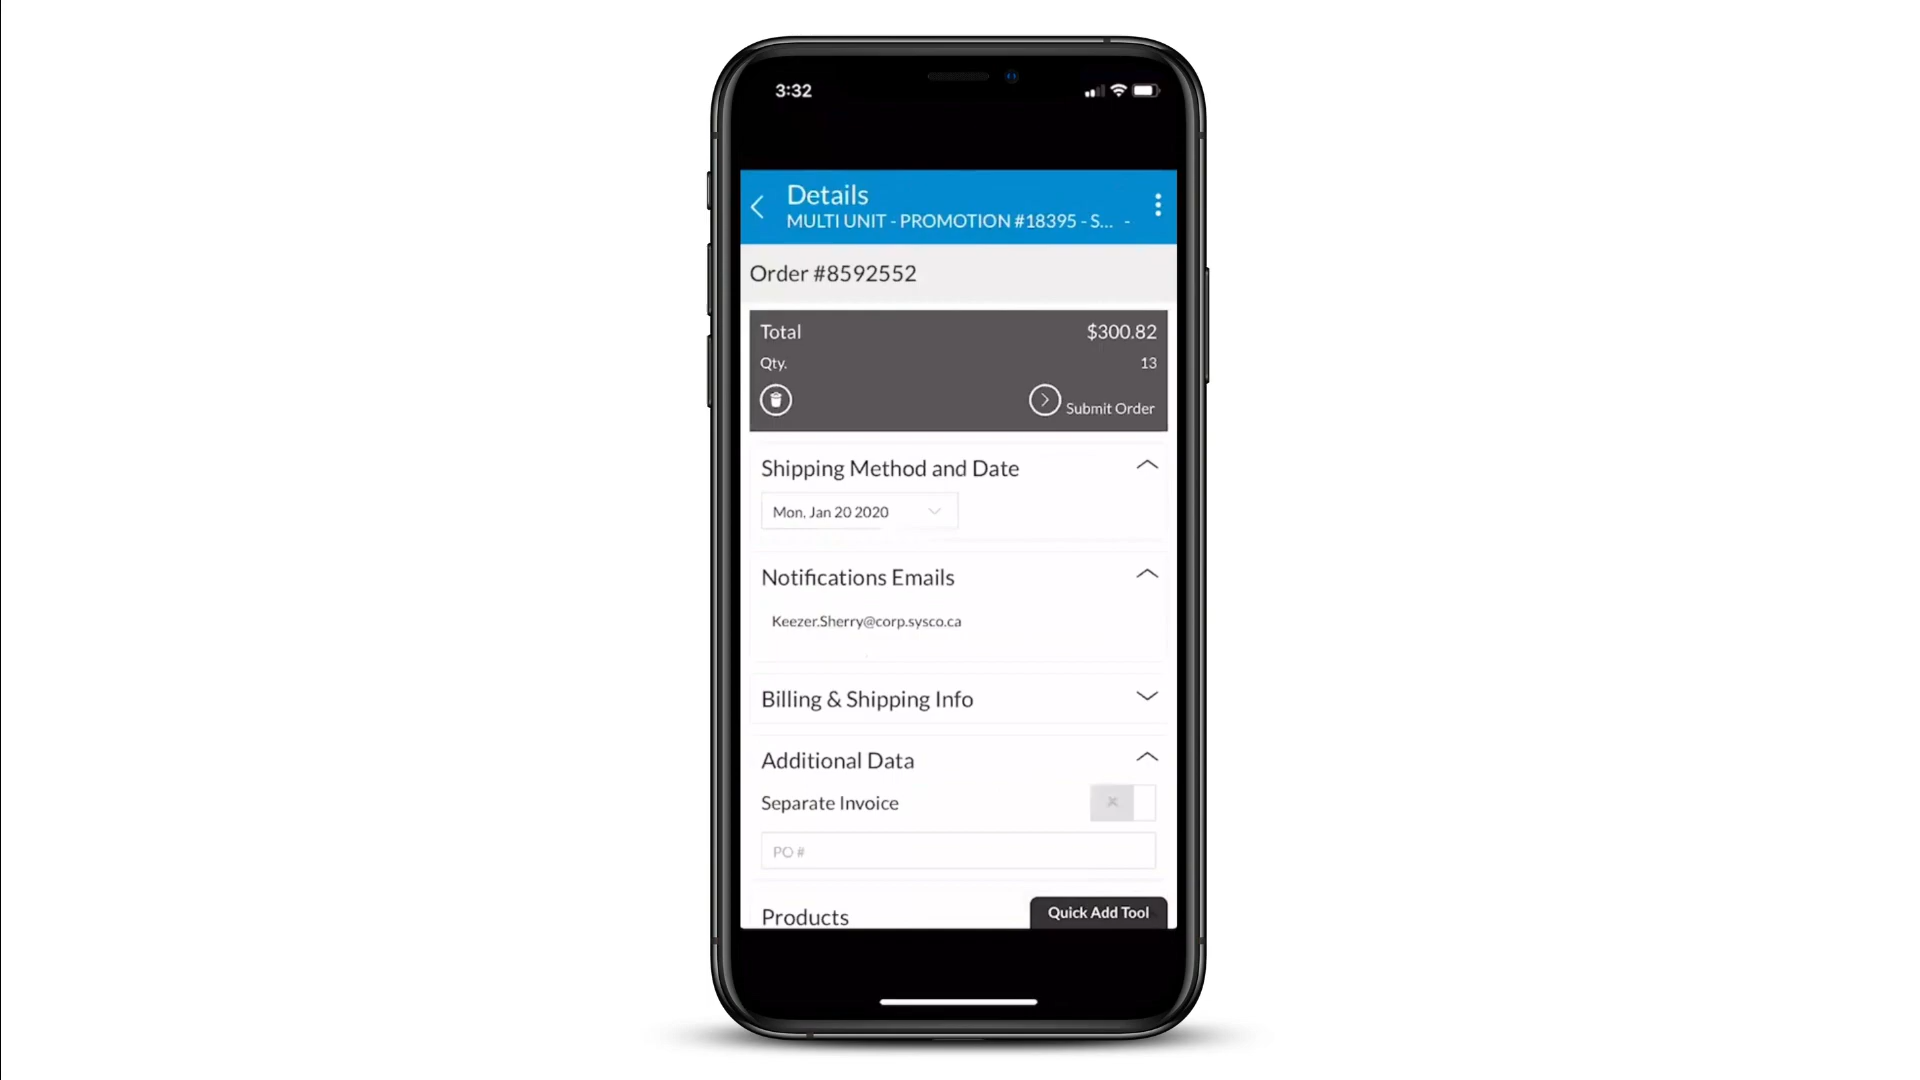 3:32
Details
MULTI UNIT - PROMOTION #18395 - S... -
Order #8592552
Total $300.82
Qty. 13
Submit Order
Shipping Method and Date
Mon, Jan 20 2020
Notifications Emails
Keezer.Sherry@corp.sysco.ca
Billing & Shipping Info
Additional Data
Separate Invoice
PO #
Products
Quick Add Tool